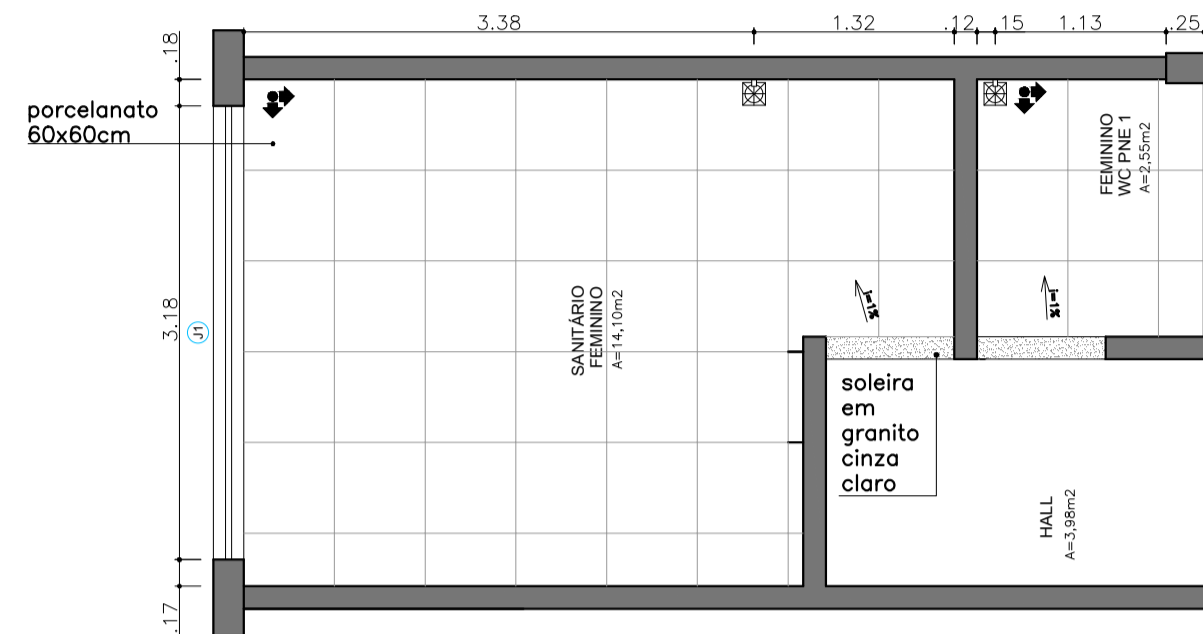 3.38
1.32
.12
.15
1.13
.25
.18
porcelanato
60x60cm
FEMININO
WC PNE 1
A=2,55m2
3.18
J1
SANITÁRIO
FEMININO
A=14,10m2
i=1%
i=1%
soleira
em
granito
cinza
claro
HALL
A=3,98m2
.17